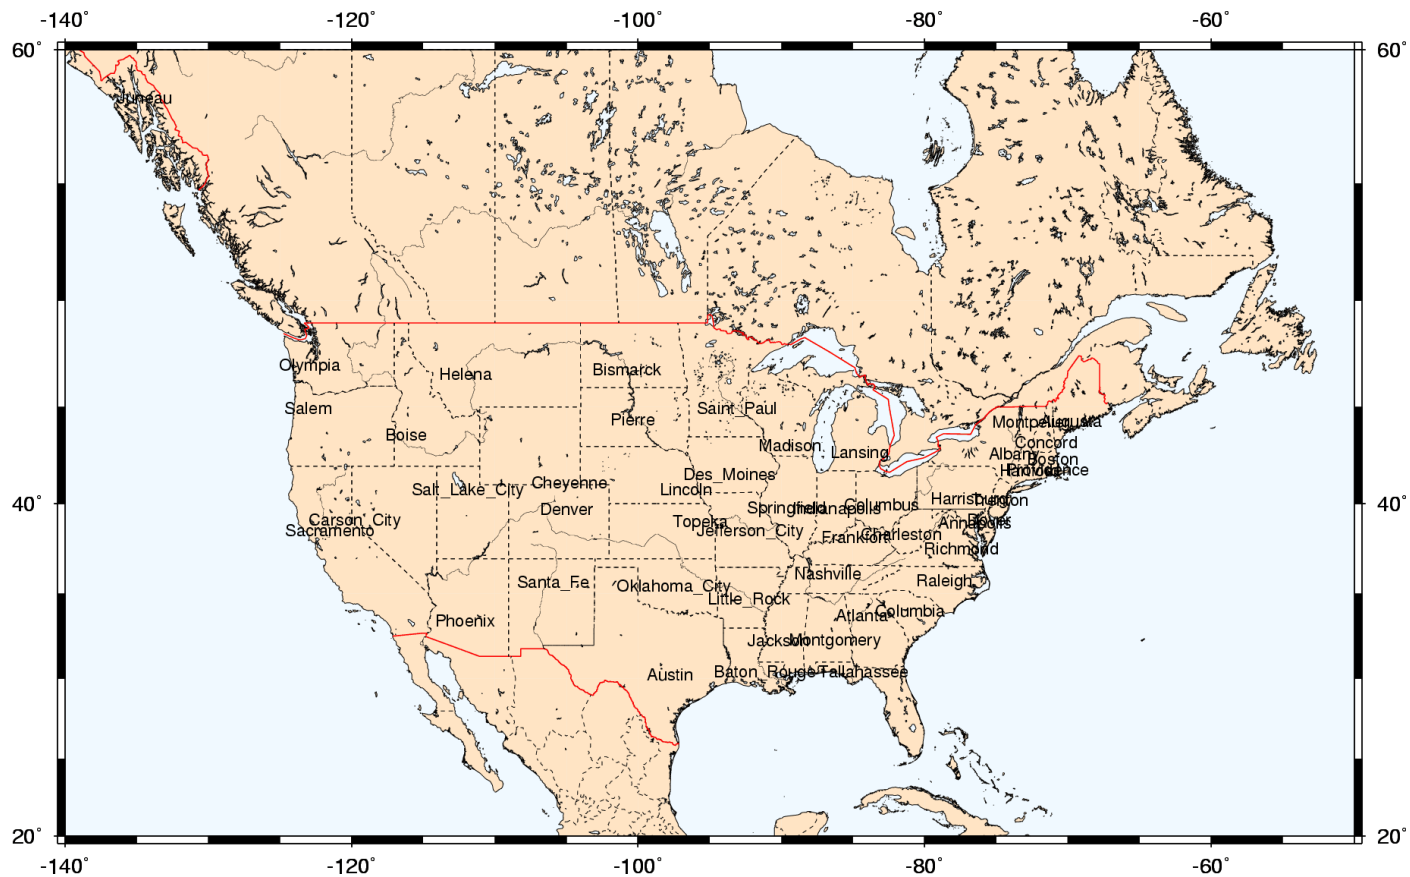 -140° -120° -100° -80° -60°
60° 60°
Juneau
Olympia
Helena
Bismarck
Salem
Saint_Paul
Pierre
Montpelier Augusta
Boise
Concord
Madison
Lansing
Albany
Boston
Hartford Providence
Des_Moines
Salt_Lake_City
Cheyenne
Lincoln
Harrisburg
Trenton
40° 40°
Denver
Springfield
Indianapolis
Columbus
Carson_City
Topeka
Dover
Annapolis
Sacramento
Jefferson_City
Frankfort
Charleston
Richmond
Nashville
Santa_Fe
Oklahoma_City
Raleigh
Little_Rock
Phoenix
Atlanta
Columbia
Jackson
Montgomery
Austin
Baton_Rouge
Tallahassee
20° 20°
-140° -120° -100° -80° -60°